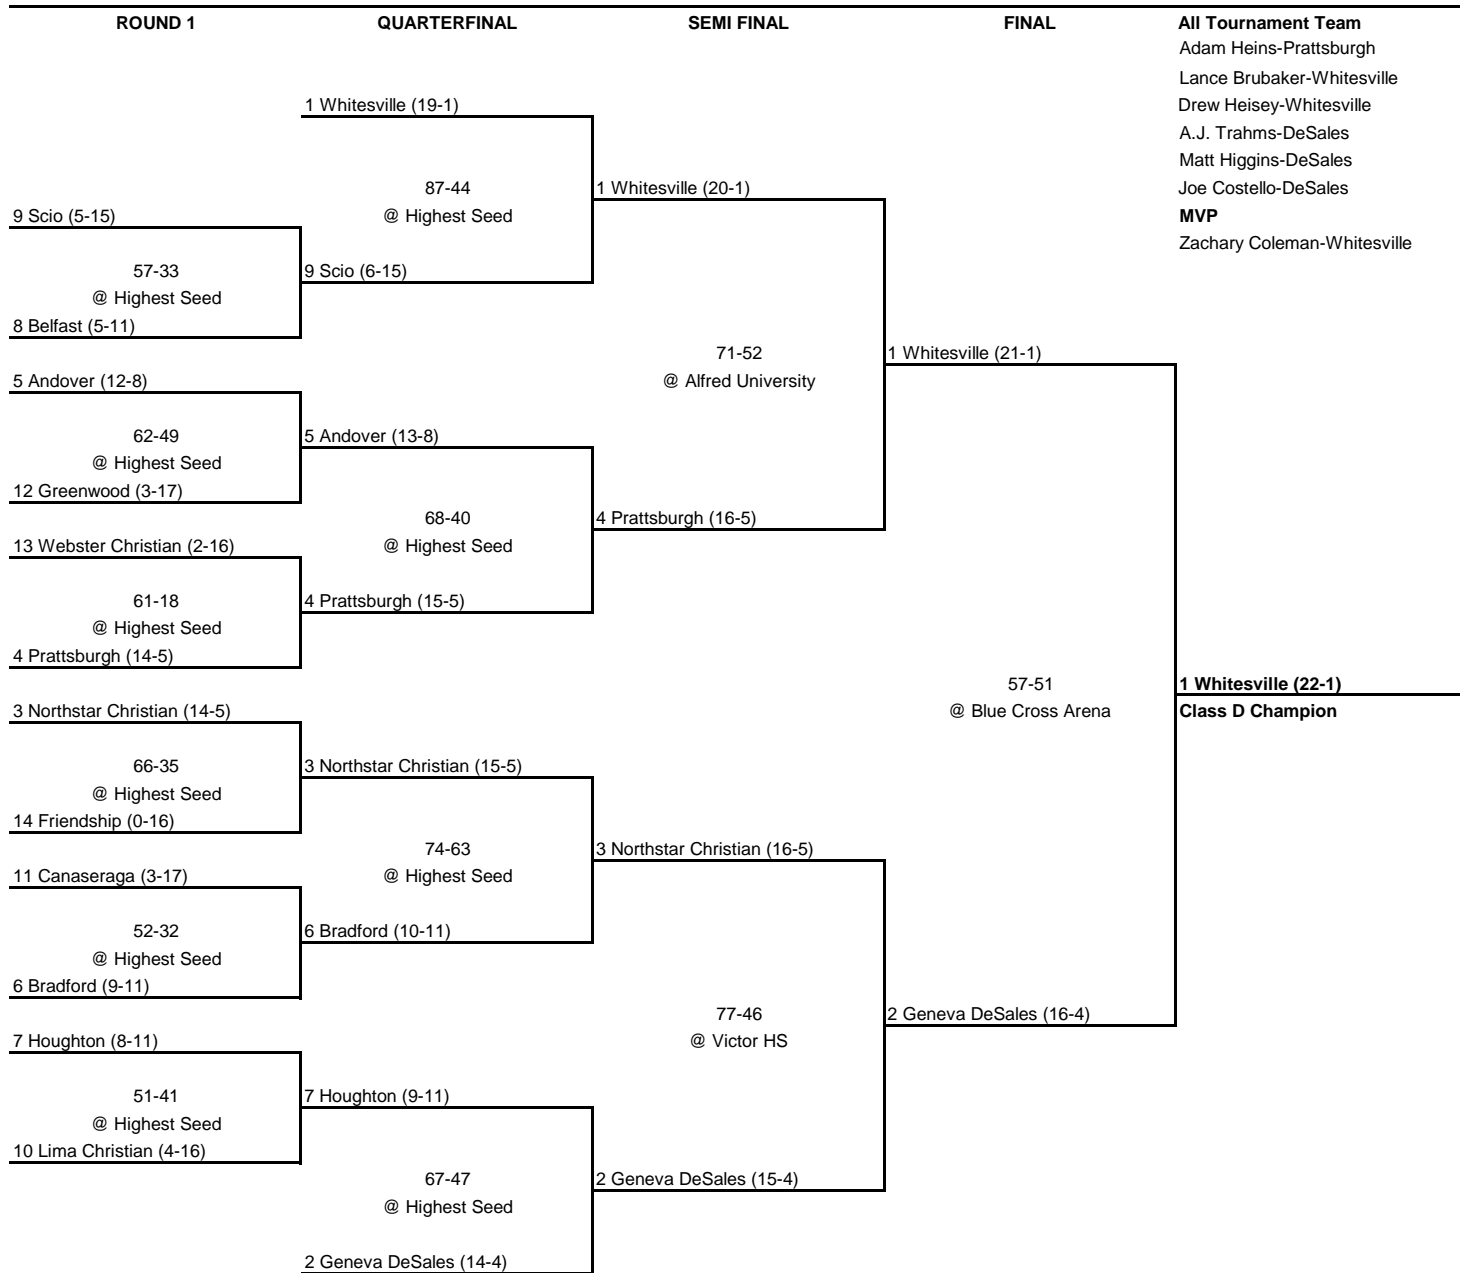 ROUND 1
QUARTERFINAL
SEMI FINAL
FINAL
All Tournament Team
Adam Heins-Prattsburgh
Lance Brubaker-Whitesville
Drew Heisey-Whitesville
A.J. Trahms-DeSales
Matt Higgins-DeSales
Joe Costello-DeSales
MVP
Zachary Coleman-Whitesville
9 Scio (5-15)
57-33
@ Highest Seed
8 Belfast (5-11)
5 Andover (12-8)
62-49
@ Highest Seed
12 Greenwood (3-17)
13 Webster Christian (2-16)
61-18
@ Highest Seed
4 Prattsburgh (14-5)
3 Northstar Christian (14-5)
66-35
@ Highest Seed
14 Friendship (0-16)
11 Canaseraga (3-17)
52-32
@ Highest Seed
6 Bradford (9-11)
7 Houghton (8-11)
51-41
@ Highest Seed
10 Lima Christian (4-16)
1 Whitesville (19-1)
87-44
@ Highest Seed
9 Scio (6-15)
5 Andover (13-8)
68-40
@ Highest Seed
4 Prattsburgh (15-5)
3 Northstar Christian (15-5)
74-63
@ Highest Seed
6 Bradford (10-11)
7 Houghton (9-11)
67-47
@ Highest Seed
2 Geneva DeSales (14-4)
1 Whitesville (20-1)
71-52
@ Alfred University
4 Prattsburgh (16-5)
3 Northstar Christian (16-5)
77-46
@ Victor HS
2 Geneva DeSales (15-4)
1 Whitesville (21-1)
57-51
@ Blue Cross Arena
2 Geneva DeSales (16-4)
1 Whitesville (22-1)
Class D Champion